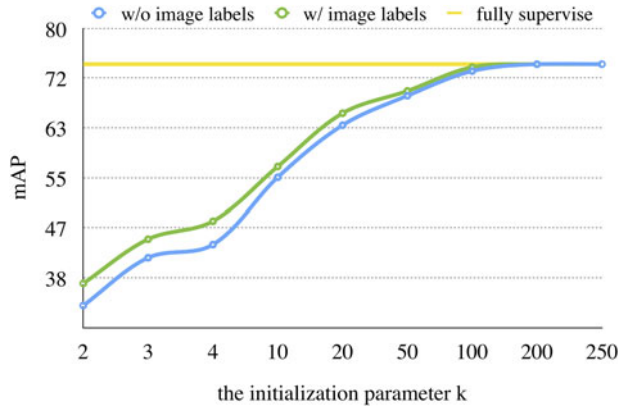 w/o image labels w/ image labels fully supervise
80
72
63
55
47
38
mAP
2 3 4 10 20 50 100 200 250
the initialization parameter k